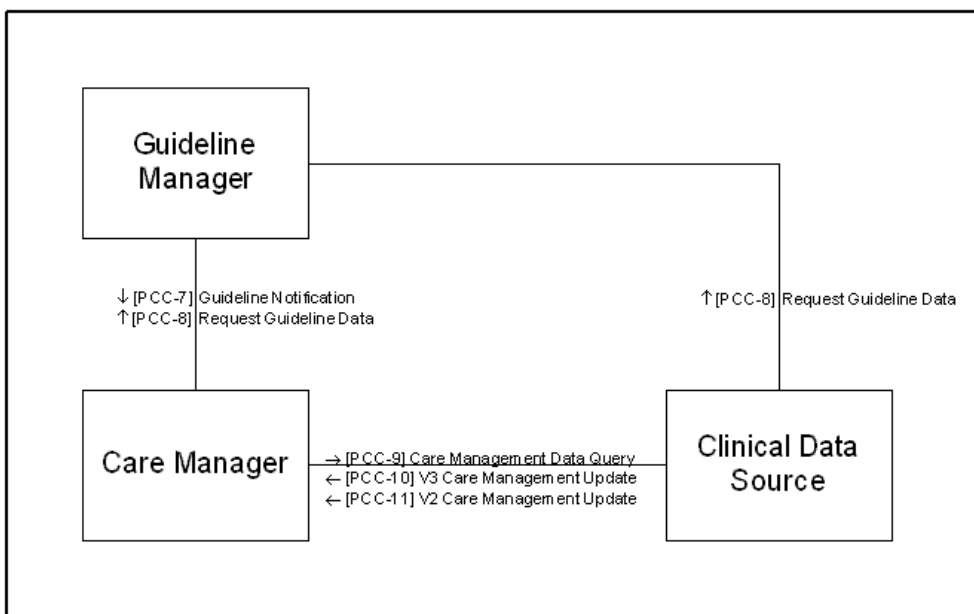 Guideline
Manager
↓ [PCC-7] Guideline Notification
↑ [PCC-8] Request Guideline Data
↑ [PCC-8] Request Guideline Data
Care Manager
→ [PCC-9] Care Management Data Query
← [PCC-10] V3 Care Management Update
← [PCC-11] V2 Care Management Update
Clinical Data
Source